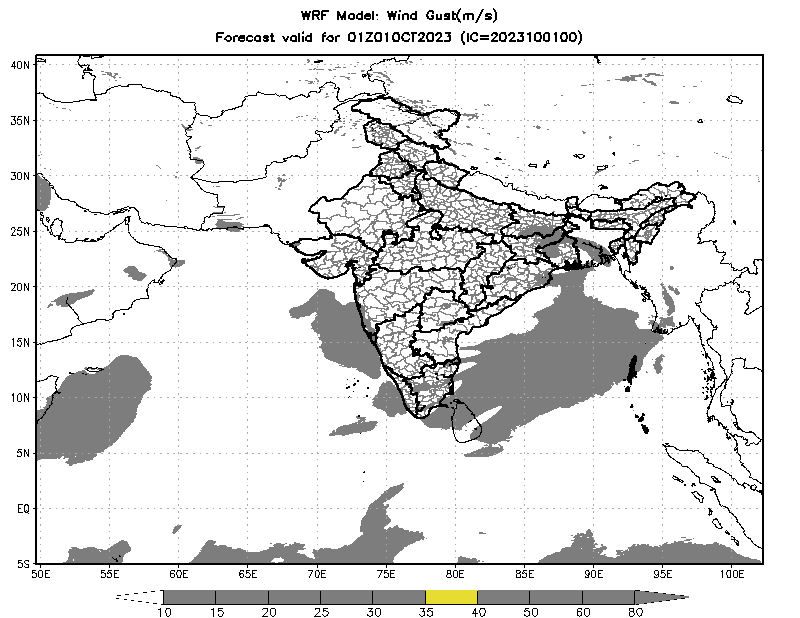 WRF Model: Wind Gust(m/s)
Forecast valid for 01Z01OCT2023 (IC=2023100100)
40N
35N
30N
25N
20N
15N
10N
5N
EQ
5S
50E 55E 60E 65E 70E 75E 80E 85E 90E 95E 100E
10 15 20 25 30 35 40 50 60 80